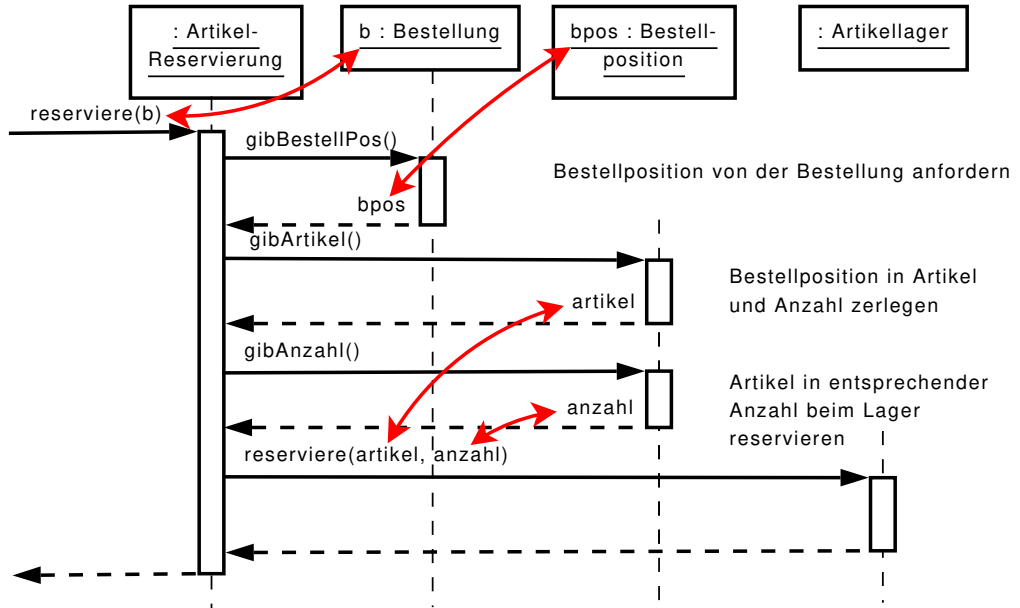 : Artikel-
Reservierung
b : Bestellung
bpos : Bestell-
position
: Artikellager
reserviere(b)
gibBestellPos()
Bestellposition von der Bestellung anfordern
bpos
gibArtikel()
Bestellposition in Artikel
und Anzahl zerlegen
artikel
gibAnzahl()
Artikel in entsprechender
Anzahl beim Lager
reservieren
anzahl
reserviere(artikel, anzahl)